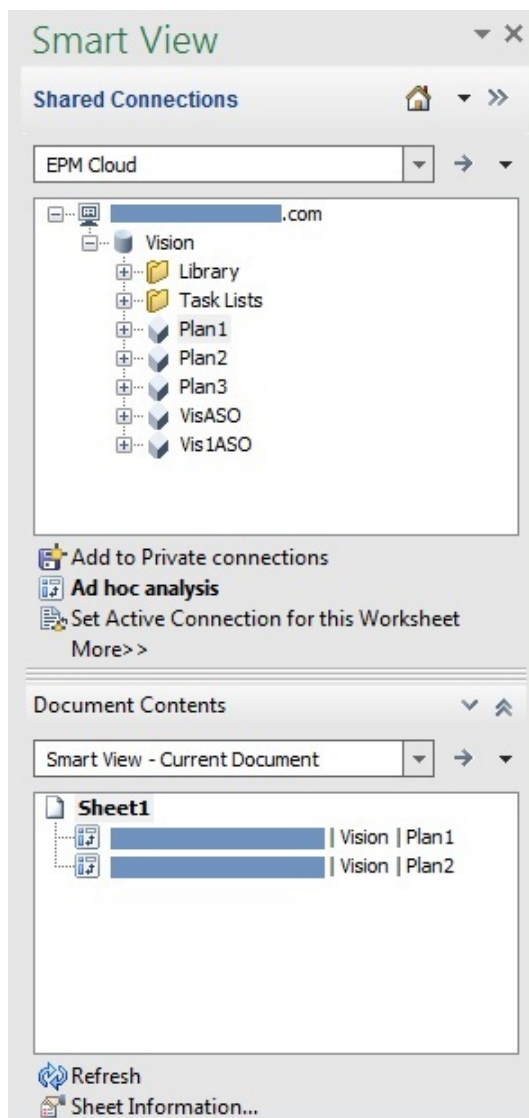 Smart View
Shared Connections
EPM Cloud
.com
Vision
Library
Task Lists
Plan1
Plan2
Plan3
VisASO
Vis1ASO
Add to Private connections
Ad hoc analysis
Set Active Connection for this Worksheet
More>>
Document Contents
Smart View - Current Document
Sheet1
| Vision | Plan1
| Vision | Plan2
Refresh
Sheet Information...